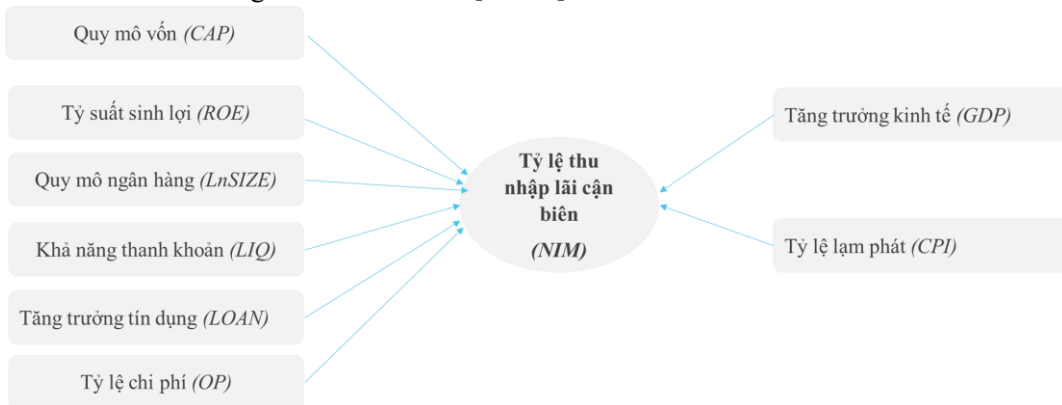 Quy mô vốn (CAP)
Tỷ suất sinh lợi (ROE)
Quy mô ngân hàng (LnSIZE)
Khả năng thanh khoản (LIQ)
Tăng trưởng tín dụng (LOAN)
Tỷ lệ chi phí (OP)
Tỷ lệ thu
nhập lãi cận
biên
(NIM)
Tăng trưởng kinh tế (GDP)
Tỷ lệ lạm phát (CPI)